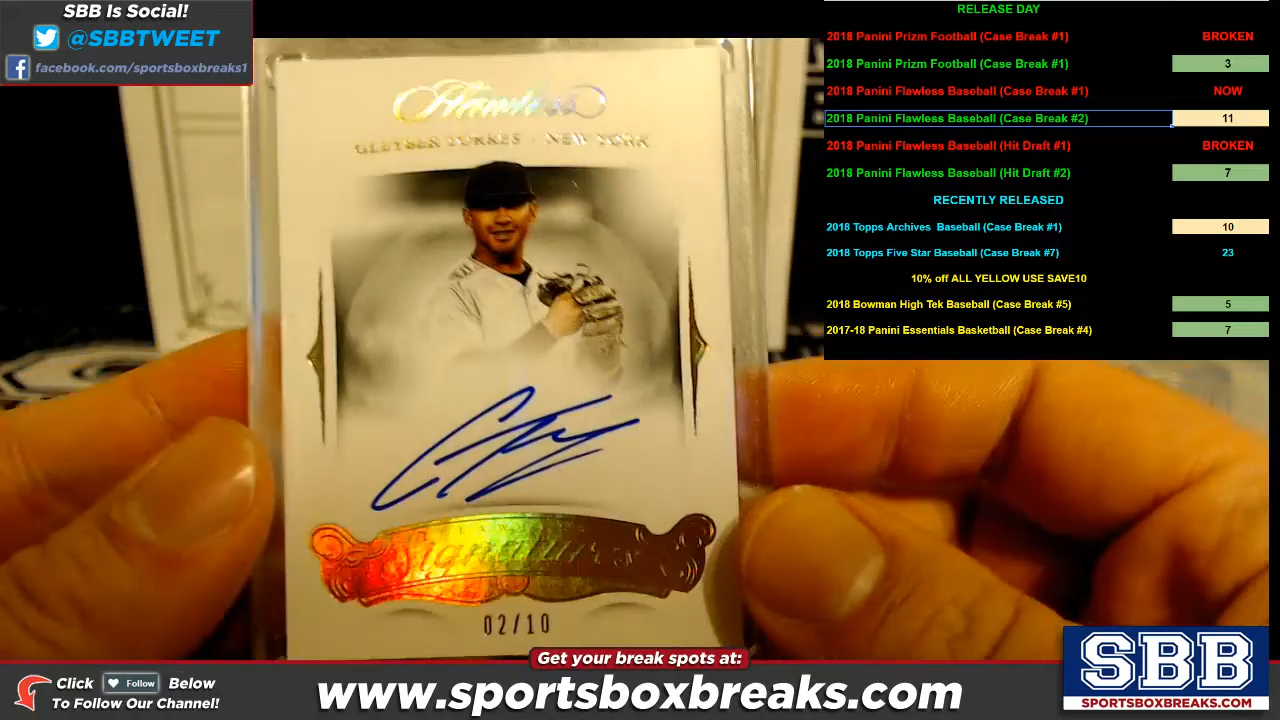 SBB Is Social!
@SBBTWEET
facebook.com/sportsboxbreaks1
Flawless
GLEYBER TORRES · NEW YORK
Signatures
02/10
RELEASE DAY
2018 Panini Prizm Football (Case Break #1) BROKEN
2018 Panini Prizm Football (Case Break #1) 3
2018 Panini Flawless Baseball (Case Break #1) NOW
2018 Panini Flawless Baseball (Case Break #2) 11
2018 Panini Flawless Baseball (Hit Draft #1) BROKEN
2018 Panini Flawless Baseball (Hit Draft #2) 7
RECENTLY RELEASED
2018 Topps Archives Baseball (Case Break #1) 10
2018 Topps Five Star Baseball (Case Break #7) 23
10% off ALL YELLOW USE SAVE10
2018 Bowman High Tek Baseball (Case Break #5) 5
2017-18 Panini Essentials Basketball (Case Break #4) 7
Get your break spots at:
Click Follow Below
To Follow Our Channel!
www.sportsboxbreaks.com
SBB
SPORTSBOXBREAKS.COM